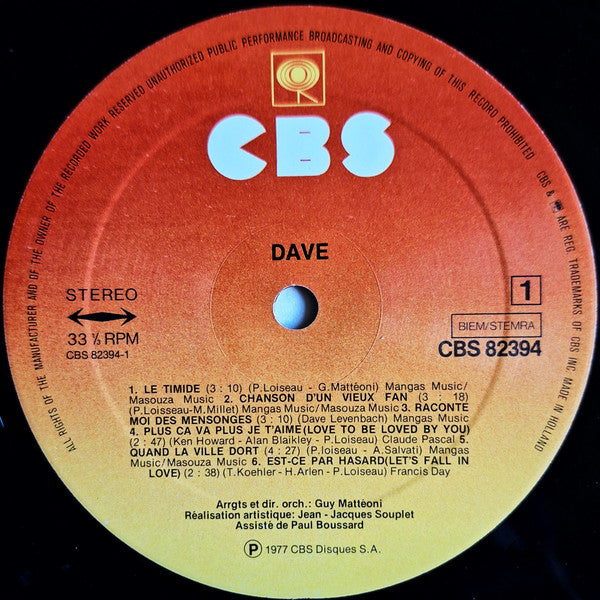 ALL RIGHTS OF THE MANUFACTURER AND OF THE OWNER OF THE RECORDED WORK RESERVED UNAUTHORIZED PUBLIC PERFORMANCE BROADCASTING AND COPYING OF THIS RECORD PROHIBITED CBS & ARE REG. TRADEMARKS OF CBS INC. MADE IN HOLLAND
CBS
DAVE
STEREO
33 ⅓ RPM
CBS 82394-1
1
BIEM/STEMRA
CBS 82394
1. LE TIMIDE (3 : 10) (P.Loiseau - G.Mattéoni) Mangas Music/
Masouza Music 2. CHANSON D'UN VIEUX FAN (3 : 18)
(P.Loisseau-M.Millet) Mangas Music/Masouza Music 3. RACONTE
MOI DES MENSONGES (3 : 10) (Dave Levenbach) Mangas Music
4. PLUS CA VA PLUS JE T'AIME(LOVE TO BE LOVED BY YOU)
(2 : 47) (Ken Howard - Alan Blaikley - P.Loiseau) Claude Pascal 5.
QUAND LA VILLE DORT (4 : 27) (P.Loiseau - A.Salvati) Mangas
Music/Masouza Music 6. EST-CE PAR HASARD(LET'S FALL IN
LOVE) (2 : 38) (T.Koehler - H.Arlen - P.Loiseau) Francis Day
Arrgts et dir. orch.: Guy Mattéoni
Réalisation artistique: Jean - Jacques Souplet
Assisté de Paul Boussard
Ⓟ 1977 CBS Disques S.A.